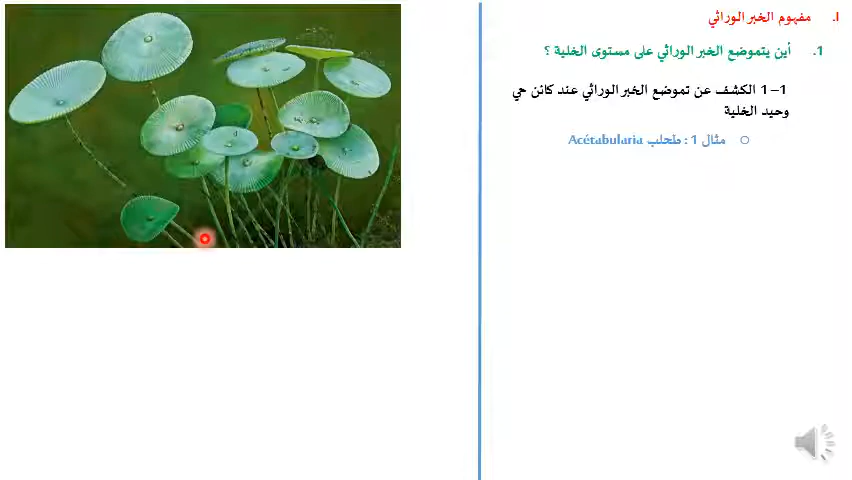 I. مفهوم الخبر الوراثي
1. أين يتموضع الخبر الوراثي على مستوى الخلية ؟
1–1 الكشف عن تموضع الخبر الوراثي عند كائن حي
وحيد الخلية
○ مثال 1 : طحلب Acétabularia